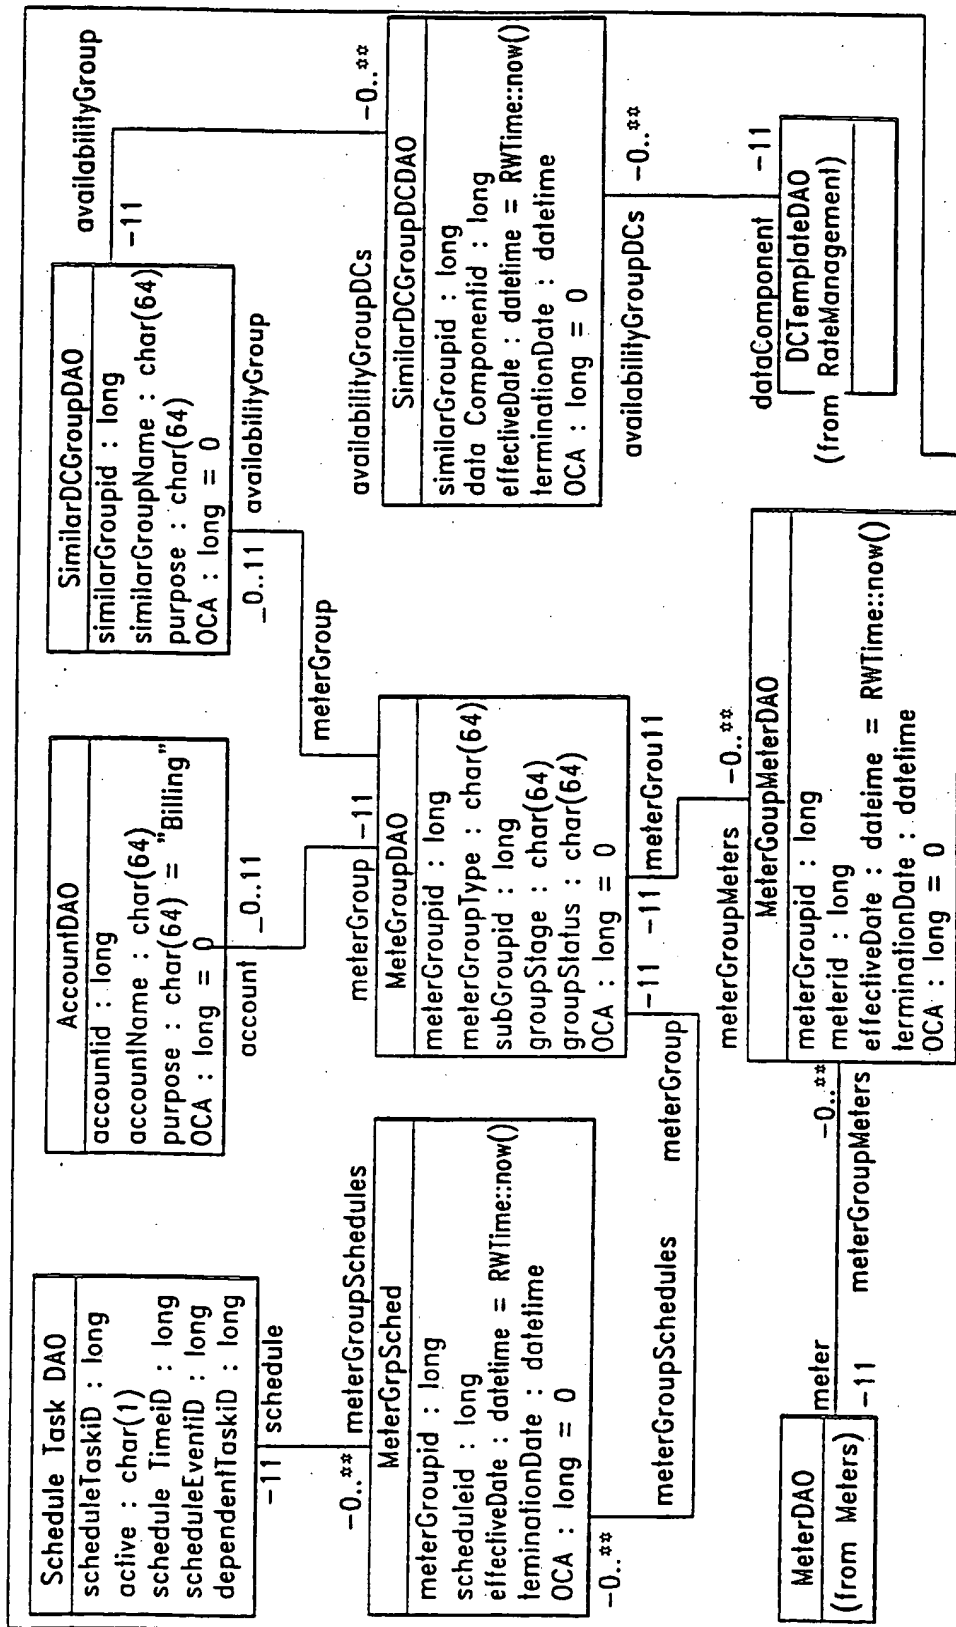 Schedule Task DAO
scheduleTaskiD : long
active : char(1)
schedule TimeiD : long
scheduleEventiD : long
dependentTaskiD : long
-11
schedule
-0..**
meterGroupSchedules
MeterGrpSched
meterGroupid : long
scheduleid : long
effectiveDate : datetime = RWTime::now()
teminationDate : datetime
OCA : long = 0
-0..**
meterGroupSchedules
meterGroup
-11
AccountDAO
accountid : long
accountName : char(64)
purpose : char(64) = "Billing"
OCA : long = 0
account
_0..11
meterGroup
-11
MeteGroupDAO
meterGroupid : long
meterGroupType : char(64)
subGroupid : long
groupStage : char(64)
groupStatus : char(64)
OCA : long = 0
-11
meterGrou11
meterGroup
SimilarDCGroupDAO
similarGroupid : long
similarGroupName : char(64)
purpose : char(64)
OCA : long = 0
_0..11
availabilityGroup
-11
availabilityGroup
-0..**
availabilityGroupDCs
SimilarDCGroupDCDAO
similarGroupid : long
data Componentid : long
effectiveDate : datetime = RWTime::now()
terminationDate : datetime
OCA : long = 0
availabilityGroupDCs
-0..**
dataComponent
-11
DCTemplateDAO
(from RateManagement)
meterGroupMeters
-0..**
MeterGoupMeterDAO
meterGroupid : long
meterid : long
effectiveDate : dateime = RWTime::now()
terminationDate : datetime
OCA : long = 0
-0..**
meterGroupMeters
meter
-11
MeterDAO
(from Meters)